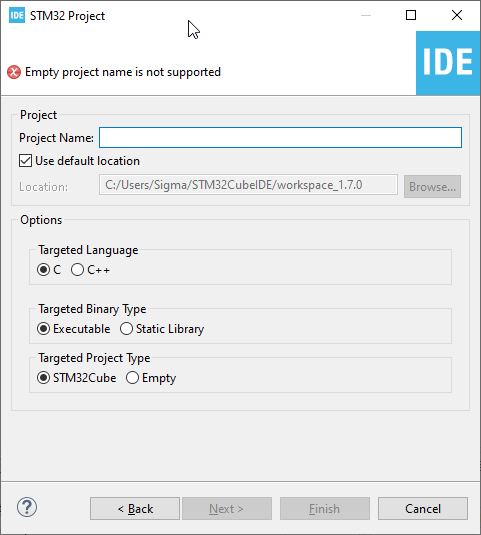 IDE STM32 Project
Empty project name is not supported
IDE
Project
Project Name:
Use default location
Location: C:/Users/Sigma/STM32CubeIDE/workspace_1.7.0 Browse...
Options
Targeted Language
C C++
Targeted Binary Type
Executable Static Library
Targeted Project Type
STM32Cube Empty
? < Back Next > Finish Cancel